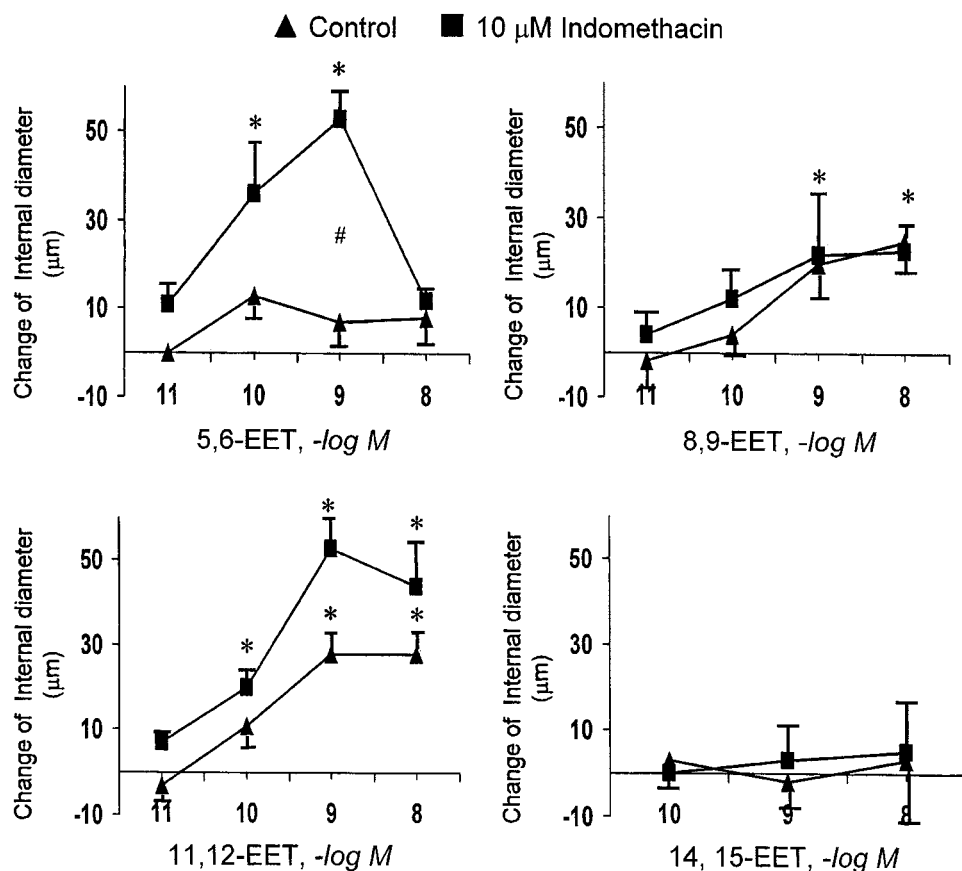 ▲ Control ■ 10 μM Indomethacin
Change of Internal diameter
(μm)
50
30
10
-10
* *
#
11 10 9 8
5,6-EET, -log M
Change of Internal diameter
(μm)
50
30
10
-10
* *
11 10 9 8
8,9-EET, -log M
Change of Internal diameter
(μm)
50
30
10
-10
* * *
* *
11 10 9 8
11,12-EET, -log M
Change of Internal diameter
(μm)
50
30
10
-10
10 9 8
14, 15-EET, -log M